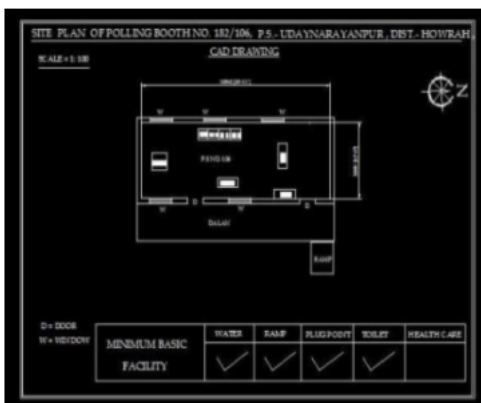 SITE PLAN OF POLLING BOOTH NO. 182/106, P.S.- UDAYNARAYANPUR, DIST.- HOWRAH,
CAD DRAWING
SCALE = 1: 100
Z
W W W
D D
W W
DALAN
RAMP
D = DOOR
W = WINDOW
MINIMUM BASIC
FACILITY
WATER RAMP PLUG POINT TOILET HEALTH CARE